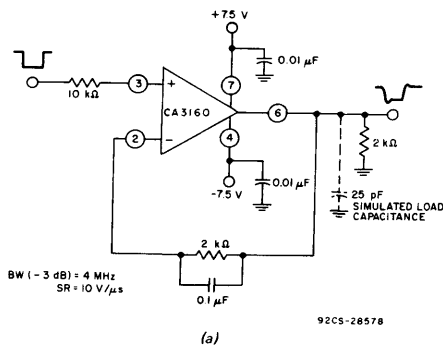 +7.5 V
0.01 µF
10 kΩ
3
+
7
CA3160
6
2
−
4
0.01 µF
-7.5 V
2 kΩ
25 pF
SIMULATED LOAD
CAPACITANCE
2 kΩ
0.1 µF
BW (-3 dB) = 4 MHz
SR = 10 V/µs
92CS-28578
(a)